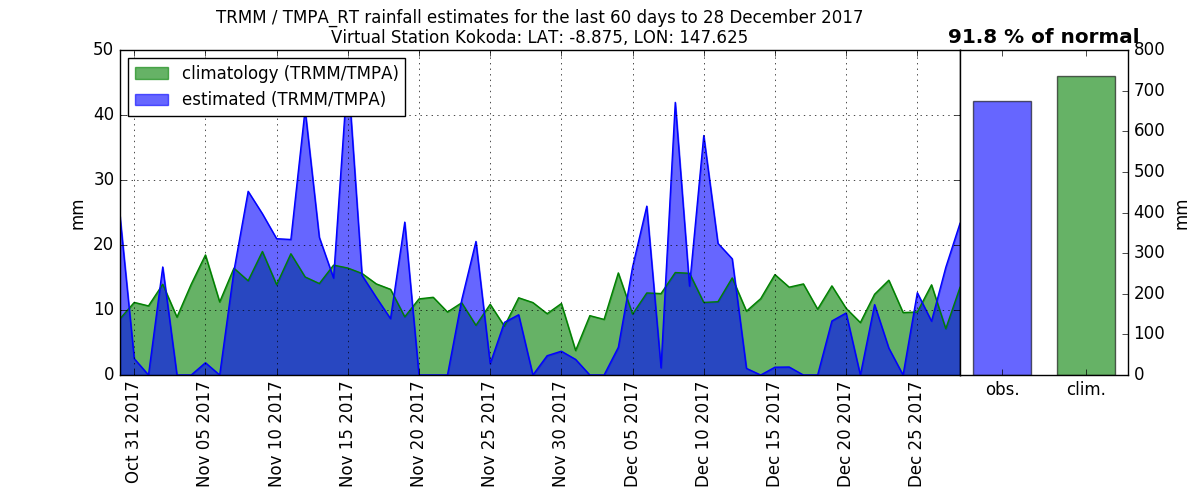 TRMM / TMPA_RT rainfall estimates for the last 60 days to 28 December 2017
Virtual Station Kokoda: LAT: -8.875, LON: 147.625
91.8 % of normal
climatology (TRMM/TMPA)
estimated (TRMM/TMPA)
mm
50
40
30
20
10
0
Oct 31 2017
Nov 05 2017
Nov 10 2017
Nov 15 2017
Nov 20 2017
Nov 25 2017
Nov 30 2017
Dec 05 2017
Dec 10 2017
Dec 15 2017
Dec 20 2017
Dec 25 2017
obs.
clim.
800
700
600
500
400
300
200
100
0
mm